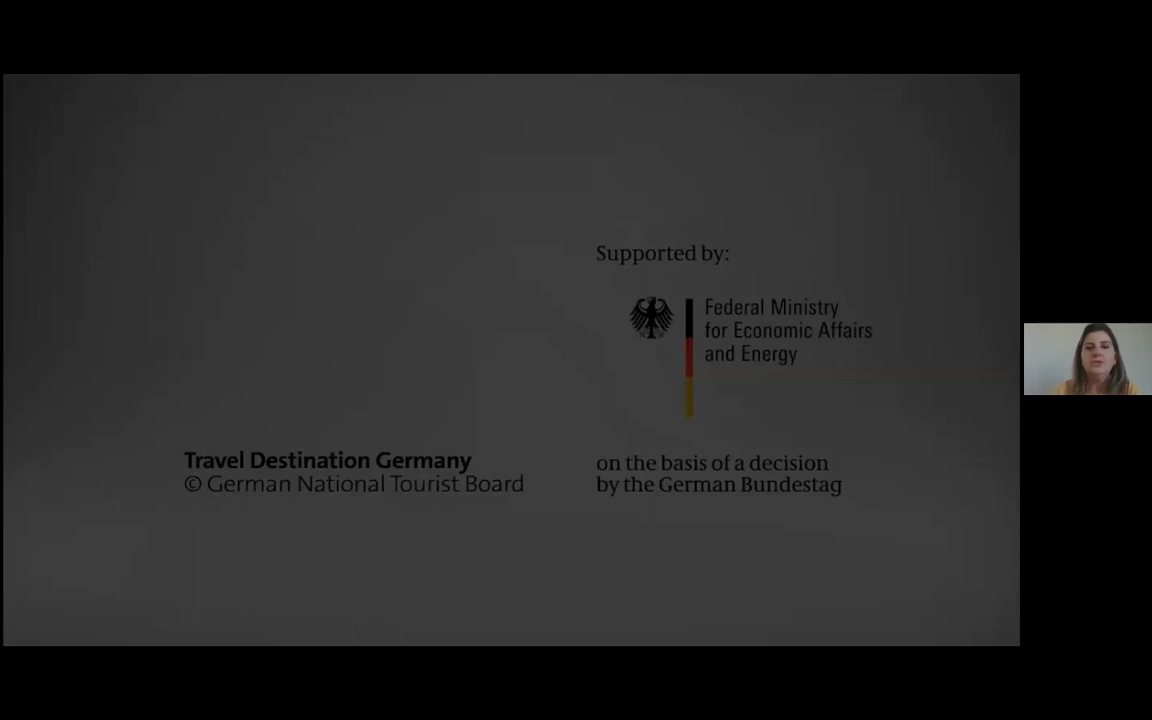 Supported by:
Federal Ministry
for Economic Affairs
and Energy
Travel Destination Germany
© German National Tourist Board
on the basis of a decision
by the German Bundestag